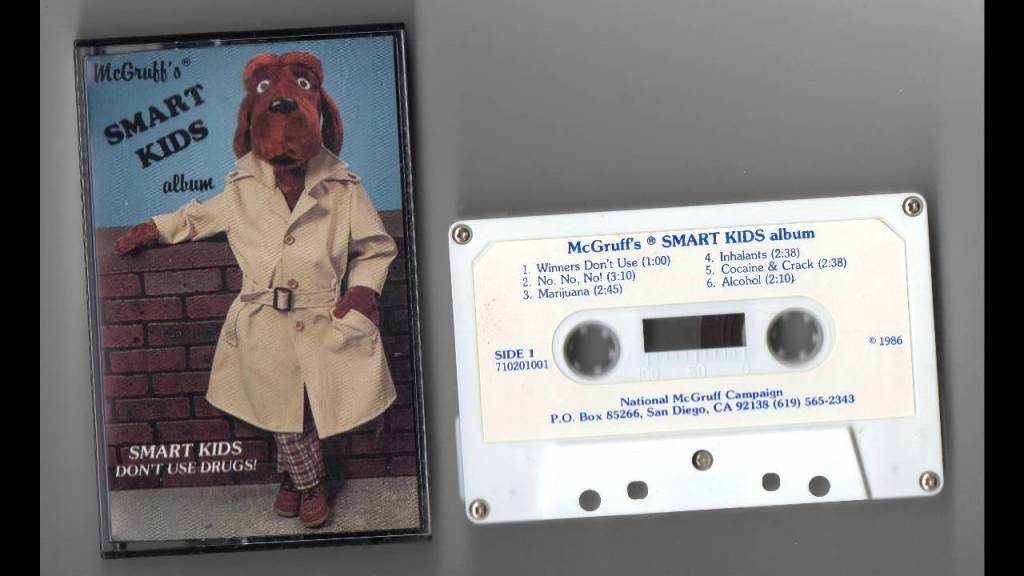 McGruff's®
SMART
KIDS
album
SMART KIDS
DON'T USE DRUGS!
McGruff's ® SMART KIDS album
1. Winners Don't Use (1:00)
2. No, No, No! (3:10)
3. Marijuana (2:45)
4. Inhalants (2:38)
5. Cocaine & Crack (2:38)
6. Alcohol (2:10)
SIDE 1
710201001
© 1986
100 50 0
National McGruff Campaign
P.O. Box 85266, San Diego, CA 92138 (619) 565-2343